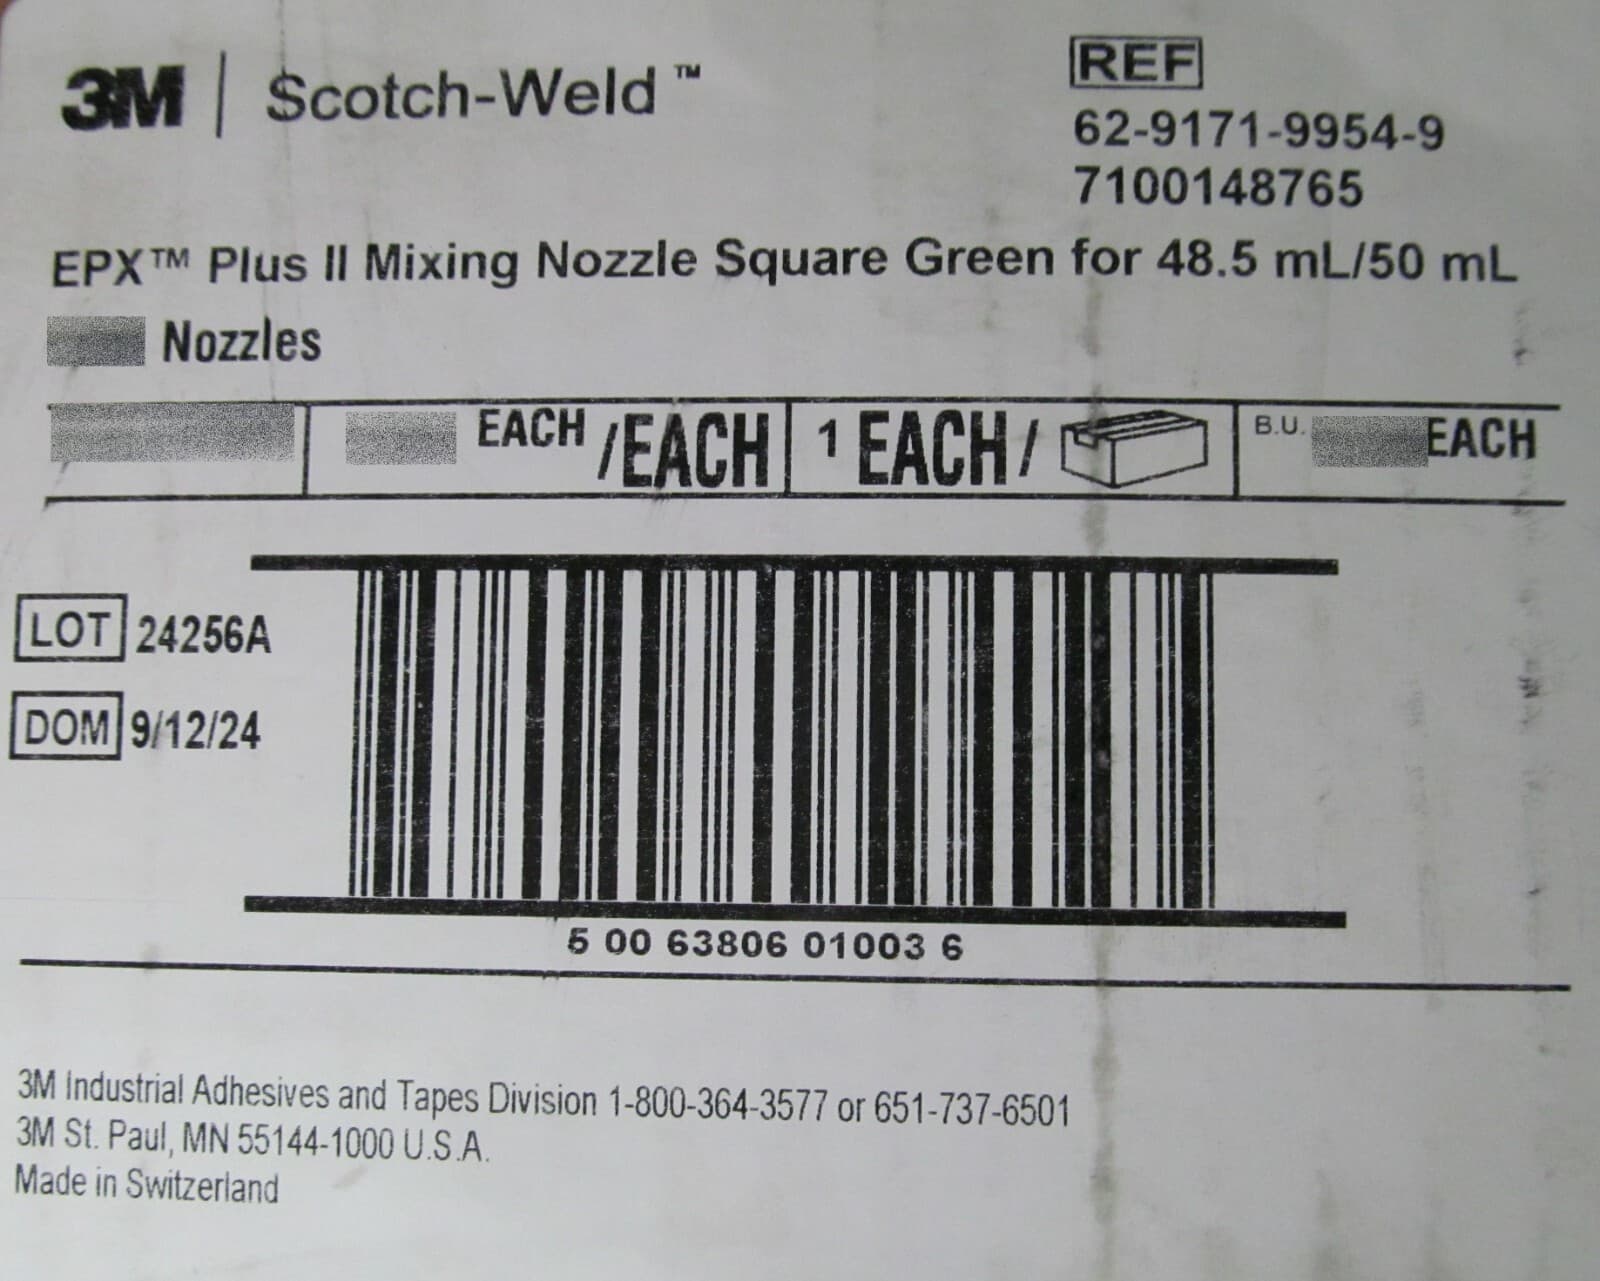 3M | Scotch-Weld™
REF
62-9171-9954-9
7100148765
EPX™ Plus II Mixing Nozzle Square Green for 48.5 mL/50 mL
Nozzles
EACH /EACH
1 EACH/
B.U. EACH
LOT 24256A
DOM 9/12/24
5 00 63806 01003 6
3M Industrial Adhesives and Tapes Division 1-800-364-3577 or 651-737-6501
3M St. Paul, MN 55144-1000 U.S.A.
Made in Switzerland